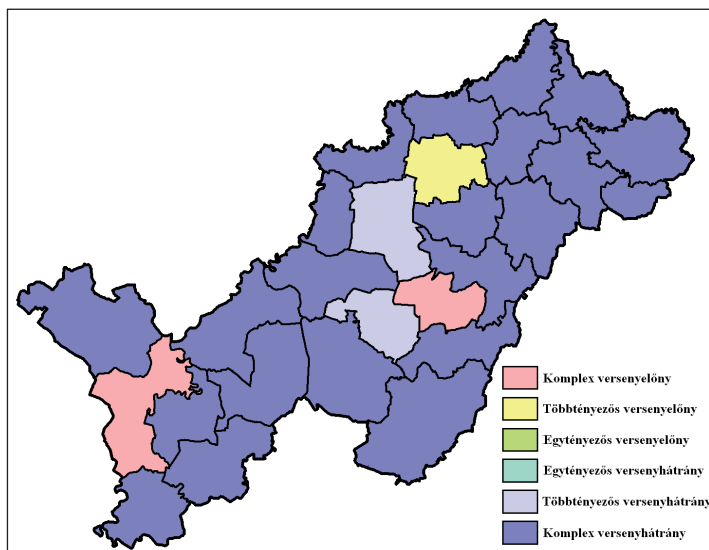 Komplex versenyelőny
Többtényezős versenyelőny
Egytényezős versenyelőny
Egytényezős versenyhátrány
Többtényezős versenyhátrány
Komplex versenyhátrány